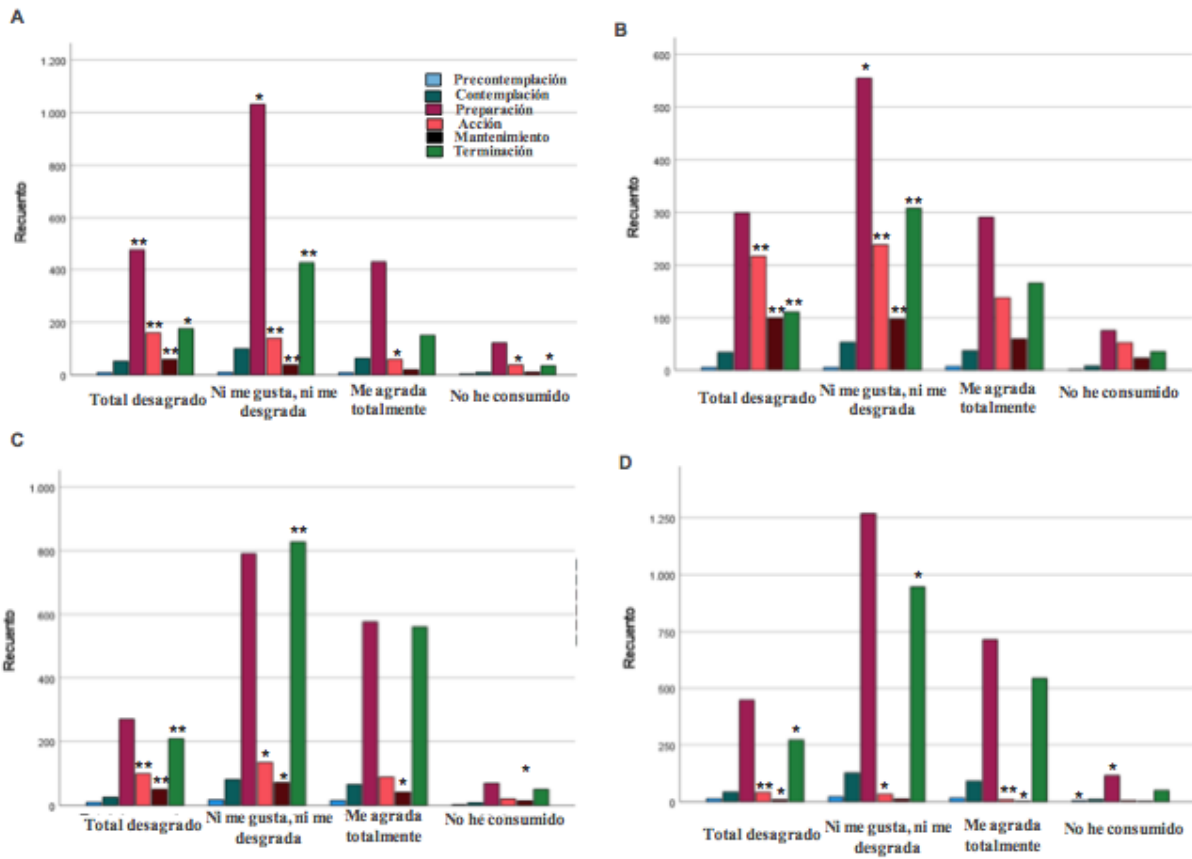 A
Recuento
1.200
1.000
800
600
400
200
0
Precontemplación
Contemplación
Preparación
Acción
Mantenimiento
Terminación
**
**
**
*
*
**
**
**
*
*
*
Total desagrado
Ni me gusta, ni me
desgrada
Me agrada
totalmente
No he consumido
B
Recuento
600
500
400
300
200
100
0
**
**
**
*
**
**
**
Total desagrado
Ni me gusta, ni me
desgrada
Me agrada
totalmente
No he consumido
C
Recuento
1.000
800
600
400
200
0
**
**
**
*
*
**
*
*
Total desagrado
Ni me gusta, ni me
desgrada
Me agrada
totalmente
No he consumido
D
Recuento
1.250
1.000
750
500
250
0
**
*
*
*
*
**
*
*
*
Total desagrado
Ni me gusta, ni me
desgrada
Me agrada
totalmente
No he consumido